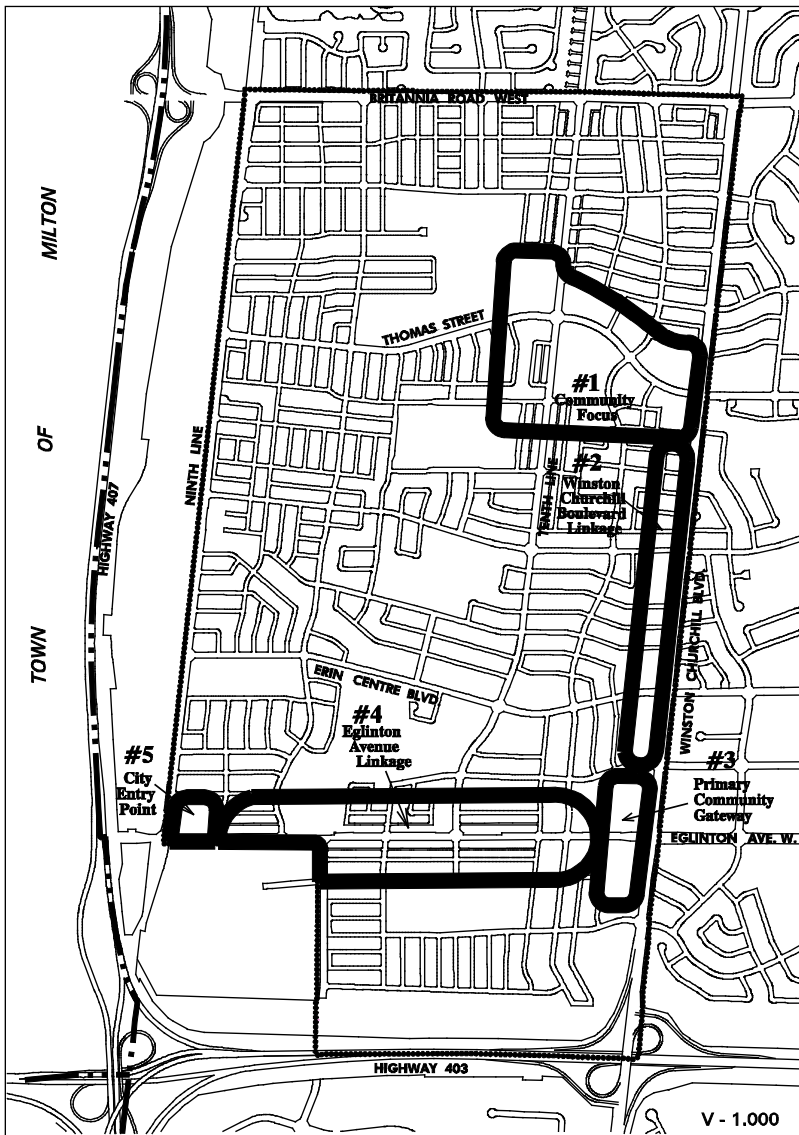 BRITANNIA ROAD WEST
MILTON
OF
TOWN
HIGHWAY 407
NINTH LINE
THOMAS STREET
#1
Community
Focus
TENTH LINE
#2
Winston
Churchill
Boulevard
Linkage
WINSTON CHURCHILL BLVD.
ERIN CENTRE BLVD.
#4
Eglinton
Avenue
Linkage
#5
City
Entry
Point
#3
Primary
Community
Gateway
EGLINTON AVE. W.
HIGHWAY 403
V - 1.000